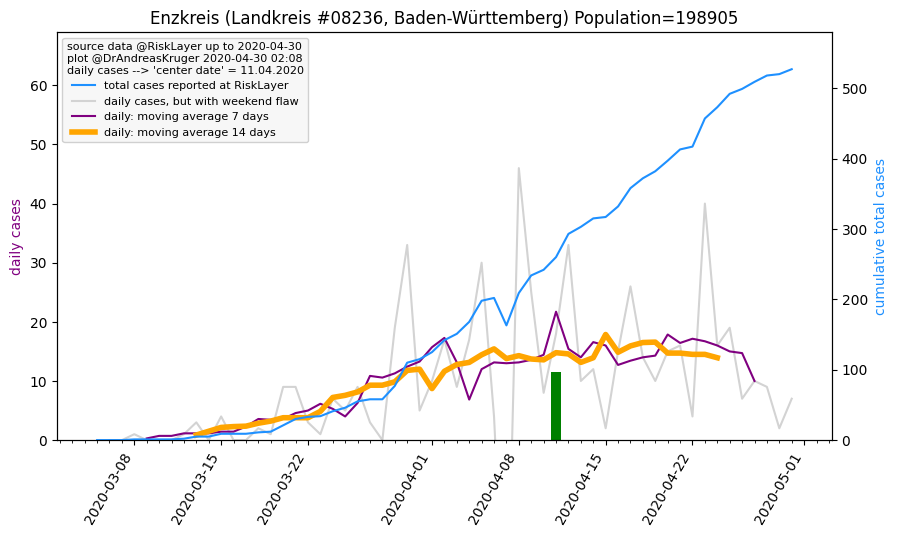 Enzkreis (Landkreis #08236, Baden-Württemberg) Population=198905
source data @RiskLayer up to 2020-04-30
plot @DrAndreasKruger 2020-04-30 02:08
daily cases --> 'center date' = 11.04.2020
total cases reported at RiskLayer
daily cases, but with weekend flaw
daily: moving average 7 days
daily: moving average 14 days
daily cases
60
50
40
30
20
10
0
cumulative total cases
500
400
300
200
100
0
2020-03-08
2020-03-15
2020-03-22
2020-04-01
2020-04-08
2020-04-15
2020-04-22
2020-05-01